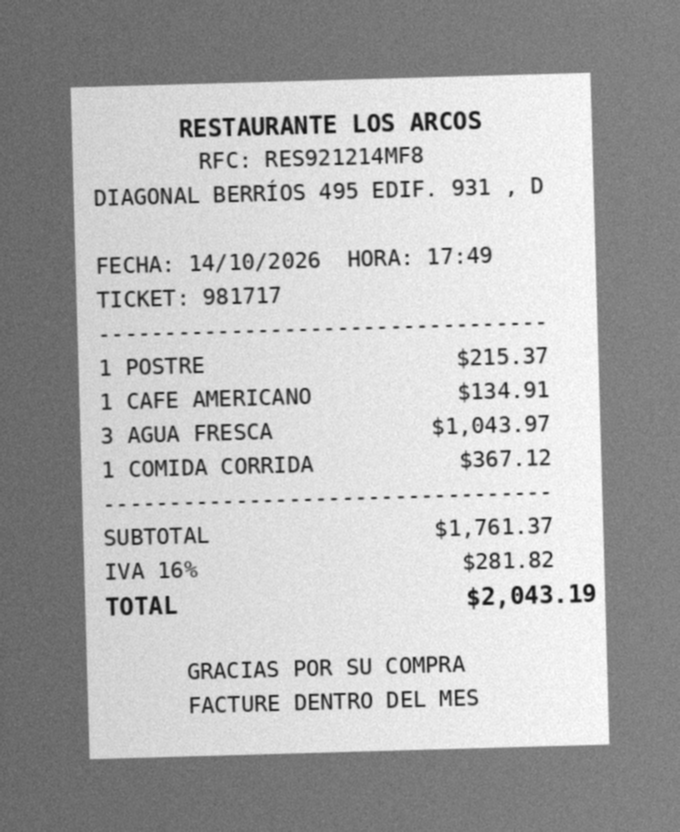 RESTAURANTE LOS ARCOS
RFC: RES921214MF8
DIAGONAL BERRÍOS 495 EDIF. 931 , D
FECHA: 14/10/2026 HORA: 17:49
TICKET: 981717
----------------------------------
1 POSTRE $215.37
1 CAFE AMERICANO $134.91
3 AGUA FRESCA $1,043.97
1 COMIDA CORRIDA $367.12
----------------------------------
SUBTOTAL $1,761.37
IVA 16% $281.82
TOTAL $2,043.19
GRACIAS POR SU COMPRA
FACTURE DENTRO DEL MES